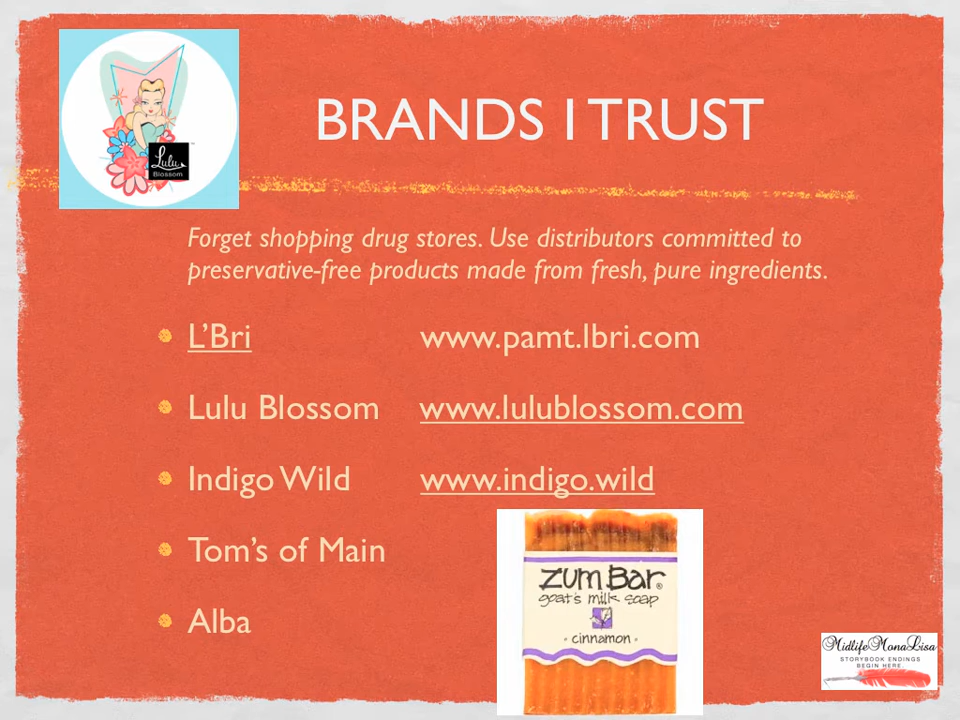 BRANDS I TRUST
Lulu
Blossom
Forget shopping drug stores. Use distributors committed to
preservative-free products made from fresh, pure ingredients.
L'Bri www.pamt.lbri.com
Lulu Blossom www.lulublossom.com
Indigo Wild www.indigo.wild
Tom's of Main
Alba
zum Bar®
goat's milk soap
• cinnamon •
MidlifeMonaLisa
STORYBOOK ENDINGS
BEGIN HERE.